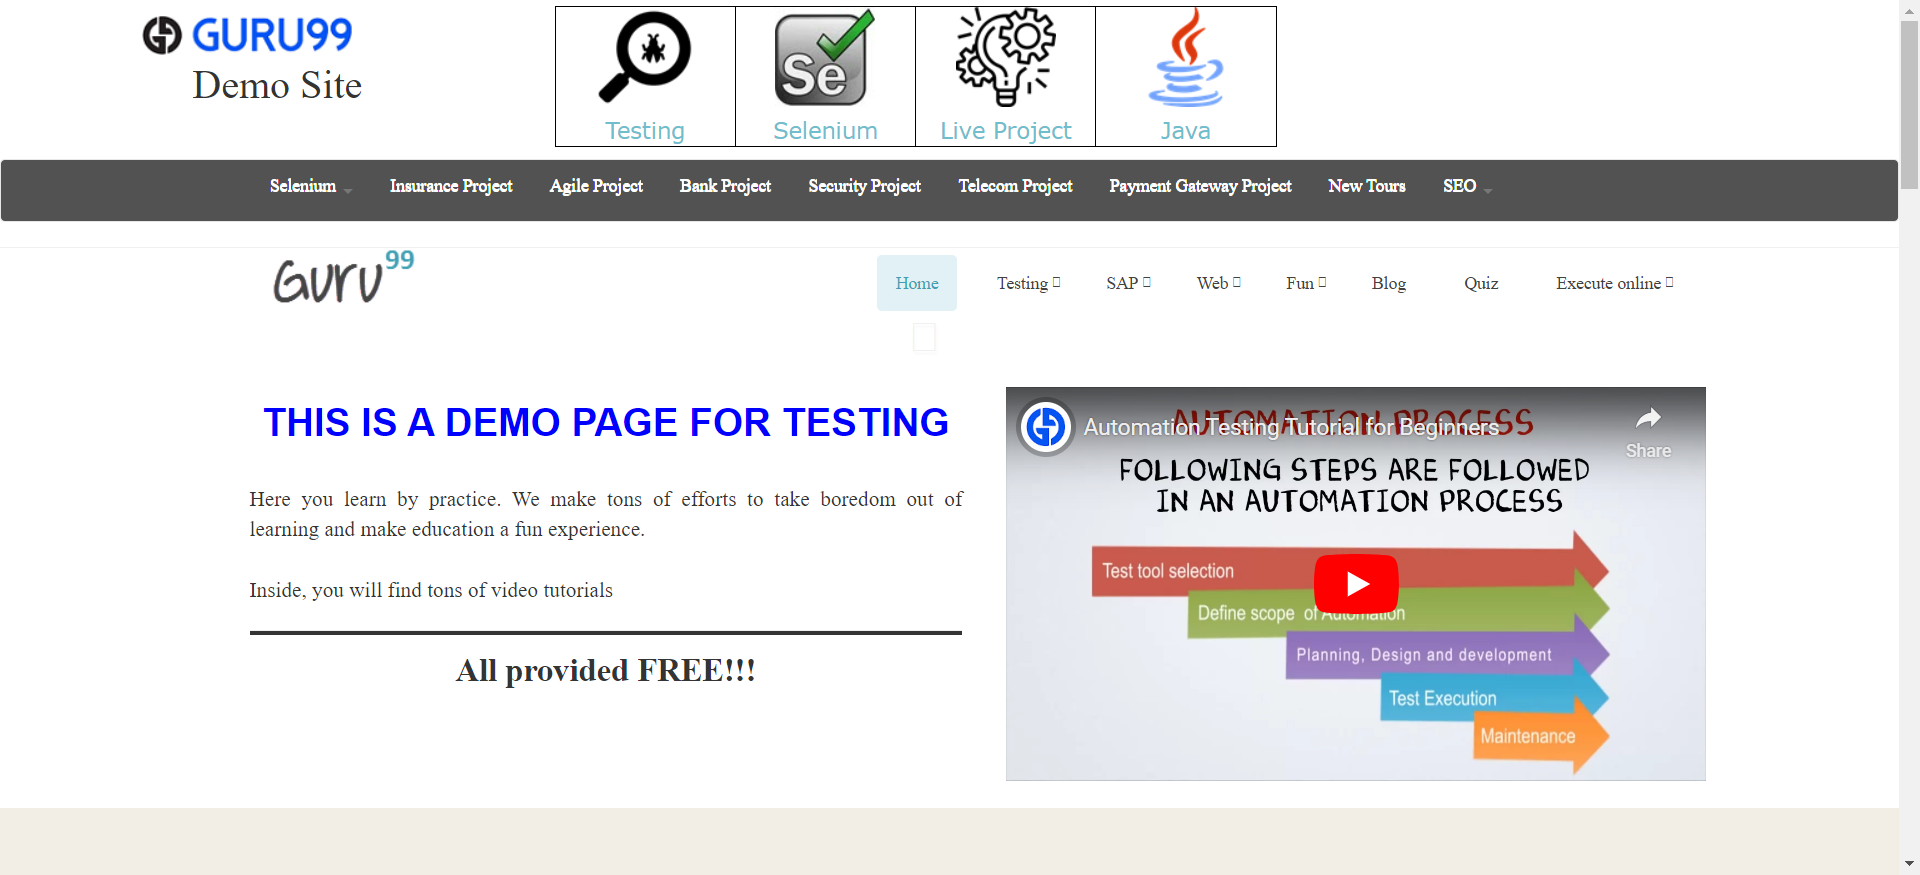 GURU99
Demo Site
Se
Testing
Selenium
Live Project
Java
Selenium
Insurance Project
Agile Project
Bank Project
Security Project
Telecom Project
Payment Gateway Project
New Tours
SEO
Guru99
Home
Testing
SAP
Web
Fun
Blog
Quiz
Execute online
THIS IS A DEMO PAGE FOR TESTING
Here you learn by practice. We make tons of efforts to take boredom out of
learning and make education a fun experience.
Inside, you will find tons of video tutorials
All provided FREE!!!
AUTOMATION PROCESS
Automation Testing Tutorial for Beginners
Share
FOLLOWING STEPS ARE FOLLOWED
IN AN AUTOMATION PROCESS
Test tool selection
Define scope of Automation
Planning, Design and development
Test Execution
Maintenance